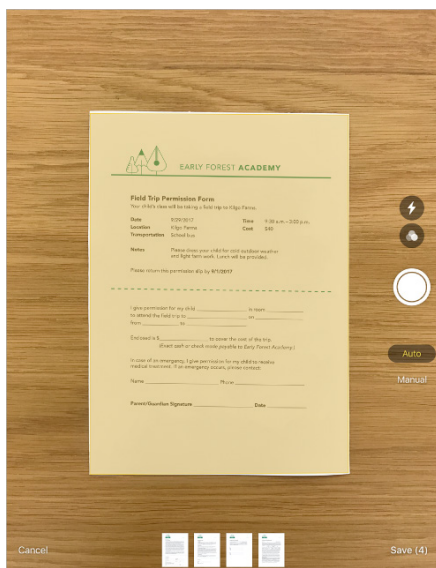 EARLY FOREST ACADEMY
Field Trip Permission Form
Your child's class will be taking a field trip to Kilgo Farms.
Date 9/29/2017 Time 9:30 a.m. – 2:00 p.m.
Location Kilgo Farms Cost $40
Transportation School bus
Notes Please dress your child for cold outdoor weather
and light farm work. Lunch will be provided.
Please return this permission slip by 9/1/2017
I give permission for my child in room
to attend the field trip to on
from to
Enclosed is $ to cover the cost of the trip.
(Exact cash or check made payable to Early Forest Academy.)
In case of an emergency, I give permission for my child to receive
medical treatment. If an emergency occurs, please contact:
Name Phone
Parent/Guardian Signature Date
Auto
Manual
Cancel
Save (4)